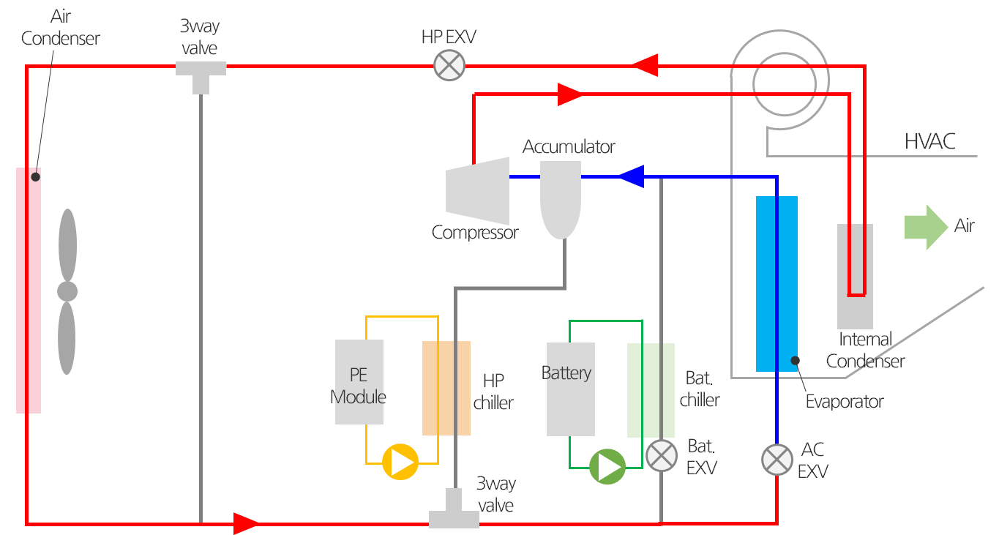 Air
Condenser
3way
valve
HP EXV
HVAC
Accumulator
Compressor
Air
Internal
Condenser
PE
Module
HP
chiller
Battery
Bat.
chiller
Evaporator
Bat.
EXV
AC
EXV
3way
valve